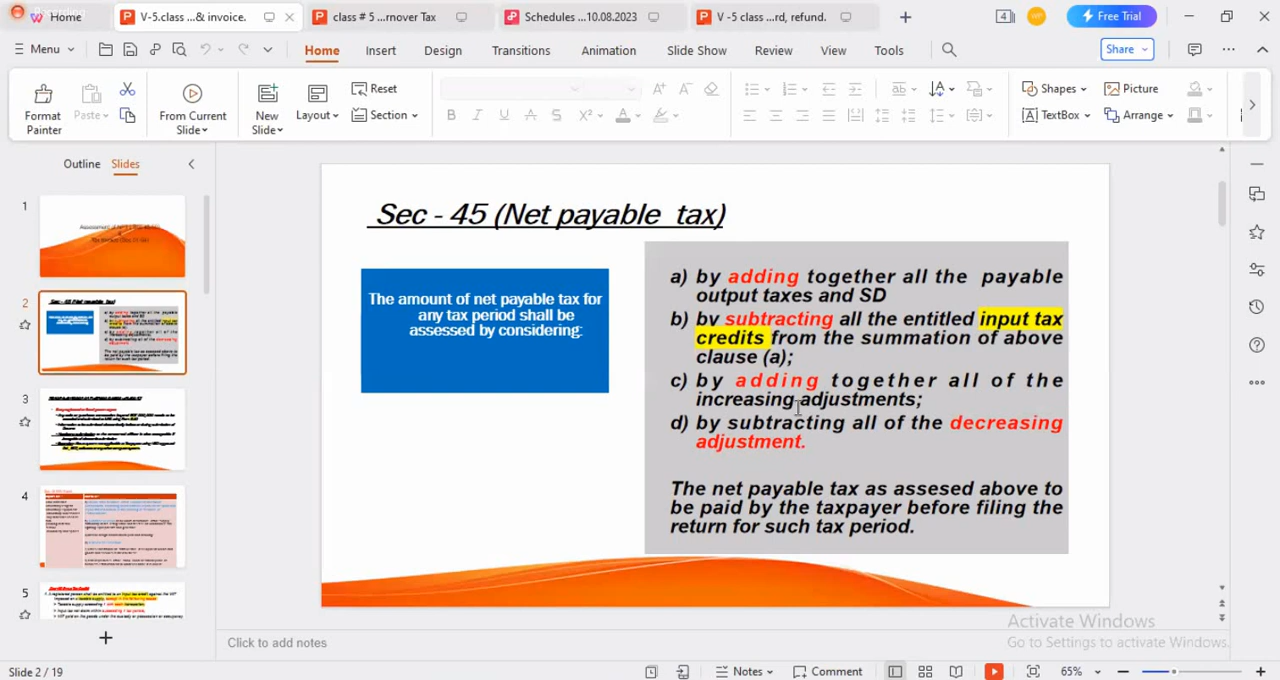 Recording
Home
V-5.class ...& invoice.
class # 5 ...rnover Tax
Schedules ...10.08.2023
V -5 class ...rd, refund.
4
Free Trial
Menu
Home
Insert
Design
Transitions
Animation
Slide Show
Review
View
Tools
Share
Format
Painter
Paste
From Current
Slide
New
Slide
Layout
Reset
Section
Shapes
Picture
TextBox
Arrange
Outline
Slides
1
2
3
4
5
Sec - 45 (Net payable tax)
The amount of net payable tax for
any tax period shall be
assessed by considering:
a) by adding together all the payable
output taxes and SD
b) by subtracting all the entitled input tax
credits from the summation of above
clause (a);
c) by adding together all of the
increasing adjustments;
d) by subtracting all of the decreasing
adjustment.
The net payable tax as assesed above to
be paid by the taxpayer before filing the
return for such tax period.
Activate Windows
Go to Settings to activate Windows.
Click to add notes
Slide 2 / 19
Notes
Comment
65%